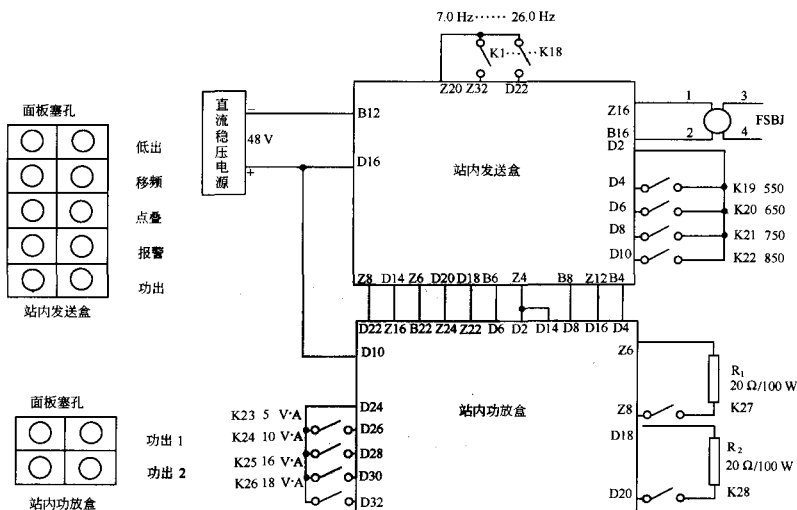 7.0 Hz ······ 26.0 Hz
K1 ······ K18
Z20 Z32 D22
直流稳压电源
48 V
−
+
B12
D16
站内发送盒
Z16
B16
D2
1
2
3
4
FSBJ
D4
D6
D8
D10
K19 550
K20 650
K21 750
K22 850
面板塞孔
低出
移频
点叠
报警
功出
站内发送盒
Z8 D14 Z6 D20 D18 B6 Z4 B8 Z12 B4
D22 Z16 B22 Z24 Z22 D6 D2 D14 D8 D16 D4
D10
站内功放盒
D24
D26
D28
D30
D32
K23 5 V·A
K24 10 V·A
K25 16 V·A
K26 18 V·A
Z6
Z8
D18
D20
R₁
20 Ω/100 W
K27
R₂
20 Ω/100 W
K28
面板塞孔
功出 1
功出 2
站内功放盒